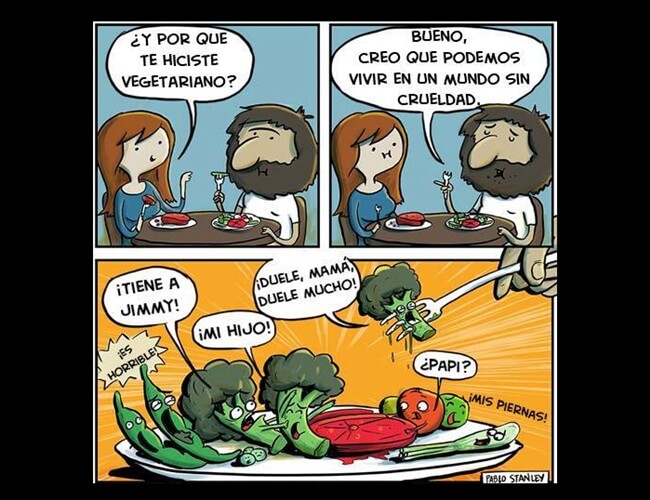 ¿Y POR QUE
TE HICISTE
VEGETARIANO?
BUENO,
CREO QUE PODEMOS
VIVIR EN UN MUNDO SIN
CRUELDAD.
¡TIENE A
JIMMY!
¡MI HIJO!
¡DUELE, MAMÁ,
DUELE MUCHO!
¡ES
HORRIBLE!
¿PAPI?
¡MIS PIERNAS!
PABLO STANLEY